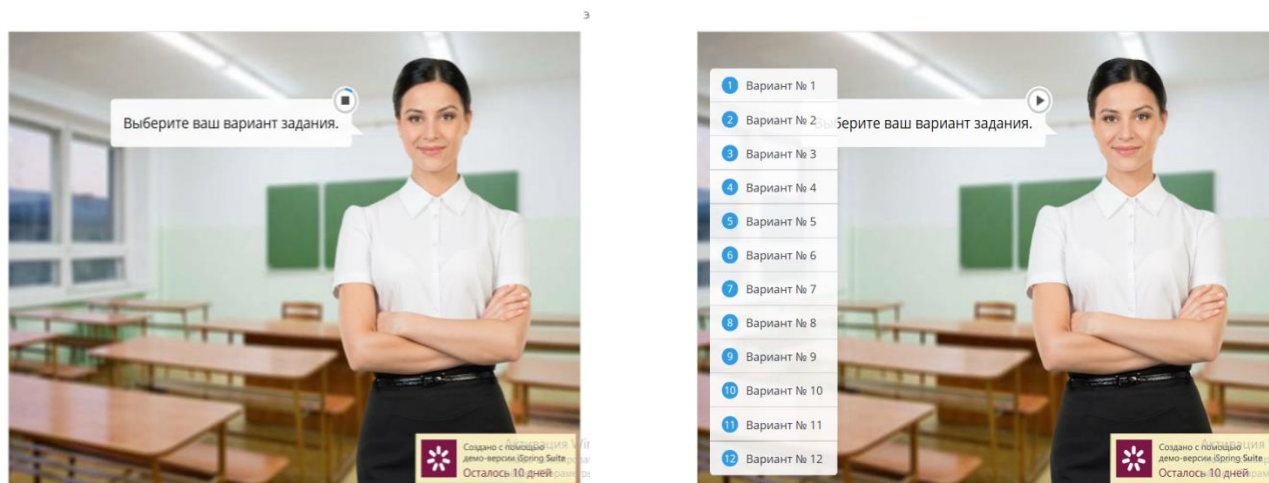 э
Выберите ваш вариант задания.
Создано с помощью
демо-версии iSpring Suite
Осталось 10 дней
Активация Win
1 Вариант № 1
2 Вариант № 2
берите ваш вариант задания.
3 Вариант № 3
4 Вариант № 4
5 Вариант № 5
6 Вариант № 6
7 Вариант № 7
8 Вариант № 8
9 Вариант № 9
10 Вариант № 10
11 Вариант № 11
12 Вариант № 12
Создано с помощью
демо-версии iSpring Suite
Осталось 10 дней
Активация